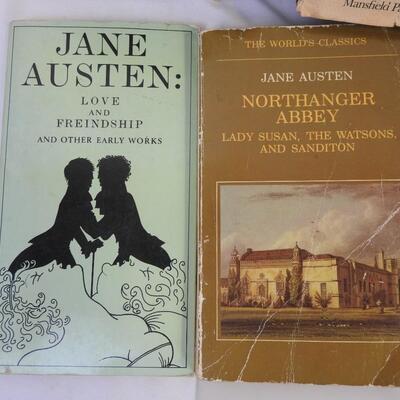 JANE
AUSTEN:
LOVE
AND
FREINDSHIP
AND OTHER EARLY WORKS
Mansfield P
THE WORLD'S CLASSICS
JANE AUSTEN
NORTHANGER
ABBEY
LADY SUSAN, THE WATSONS,
AND SANDITON